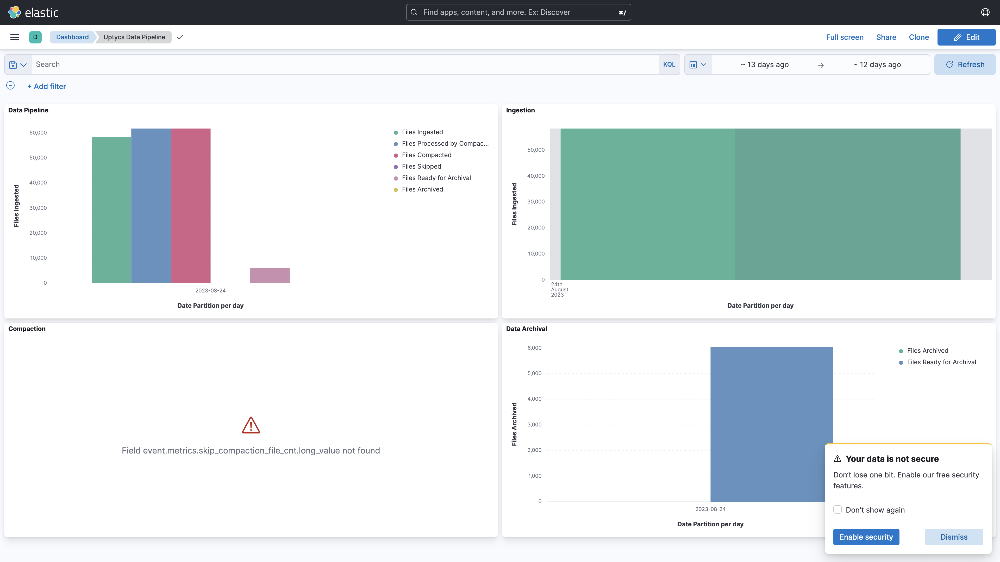 elastic
Find apps, content, and more. Ex: Discover
⌘/
D
Dashboard
Uptycs Data Pipeline
Full screen
Share
Clone
Edit
Search
KQL
~ 13 days ago
→
~ 12 days ago
Refresh
+ Add filter
Data Pipeline
60,000
50,000
40,000
30,000
20,000
10,000
0
Files Ingested
2023-08-24
Date Partition per day
Files Ingested
Files Processed by Compac...
Files Compacted
Files Skipped
Files Ready for Archival
Files Archived
Ingestion
50,000
40,000
30,000
20,000
10,000
0
Files Ingested
24th
August
2023
Date Partition per day
Compaction
Field event.metrics.skip_compaction_file_cnt.long_value not found
Data Archival
6,000
5,000
4,000
3,000
2,000
1,000
0
Files Archived
2023-08-24
Date Partition per day
Files Archived
Files Ready for Archival
Your data is not secure
Don’t lose one bit. Enable our free security
features.
Don't show again
Enable security
Dismiss